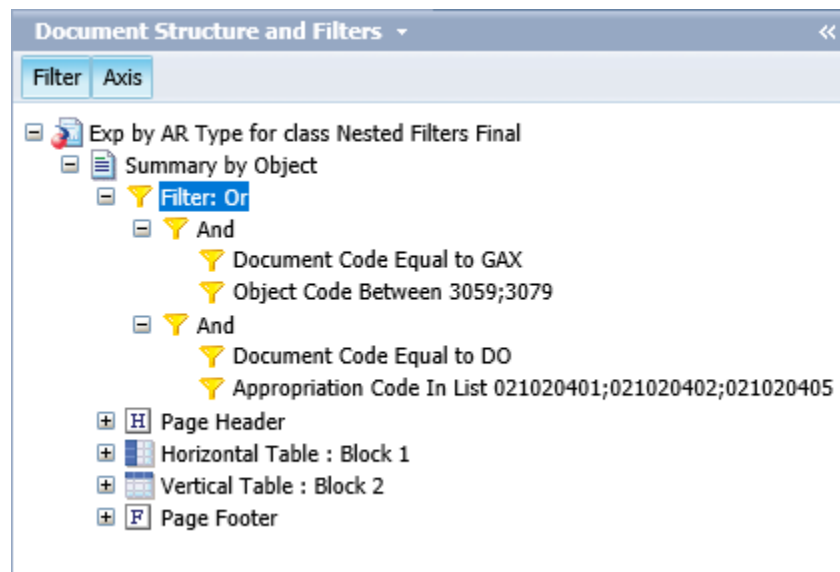 Document Structure and Filters
Filter Axis
Exp by AR Type for class Nested Filters Final
Summary by Object
Filter: Or
And
Document Code Equal to GAX
Object Code Between 3059;3079
And
Document Code Equal to DO
Appropriation Code In List 021020401;021020402;021020405
H Page Header
Horizontal Table : Block 1
Vertical Table : Block 2
F Page Footer